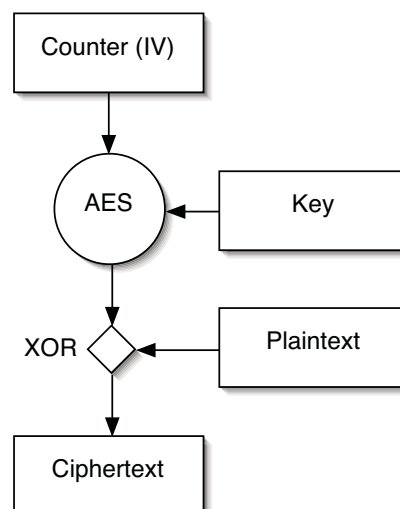 Counter (IV)
AES
Key
XOR
Plaintext
Ciphertext